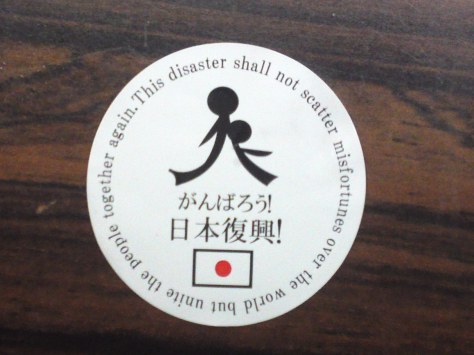 This disaster shall not scatter misfortunes over the world but unite the people together again.
がんばろう!
日本復興!